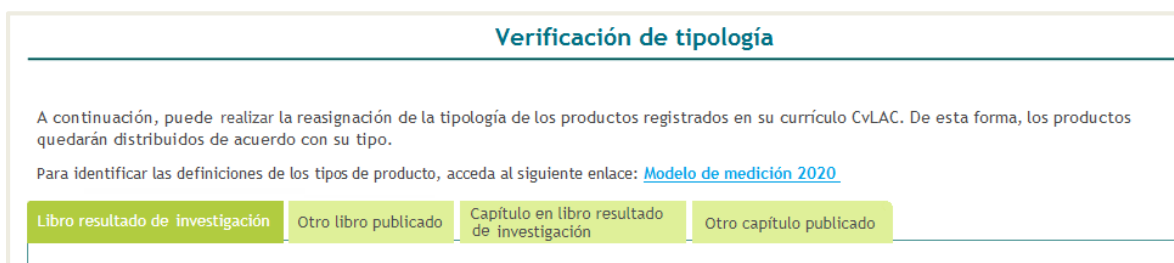 Verificación de tipología
A continuación, puede realizar la reasignación de la tipología de los productos registrados en su currículo CvLAC. De esta forma, los productos
quedarán distribuidos de acuerdo con su tipo.
Para identificar las definiciones de los tipos de producto, acceda al siguiente enlace: Modelo de medición 2020
Libro resultado de investigación
Otro libro publicado
Capítulo en libro resultado
de investigación
Otro capítulo publicado